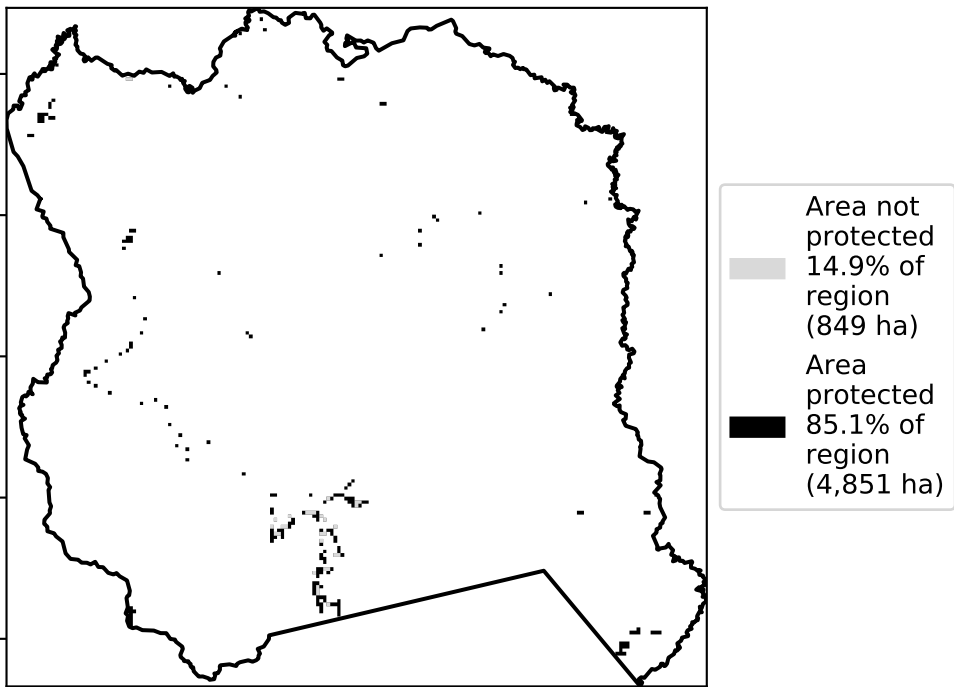 Area not
protected
14.9% of
region
(849 ha)
Area
protected
85.1% of
region
(4,851 ha)